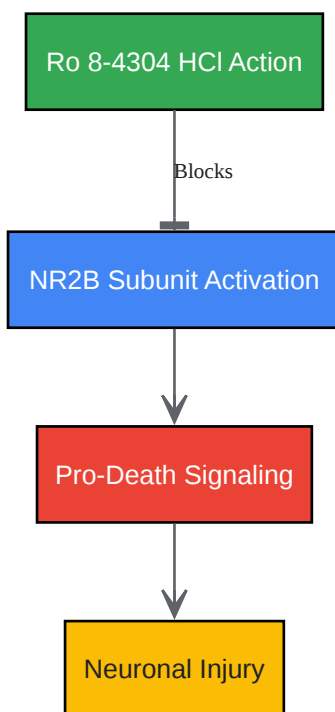 Ro 8-4304 HCl Action
Blocks
NR2B Subunit Activation
Pro-Death Signaling
Neuronal Injury